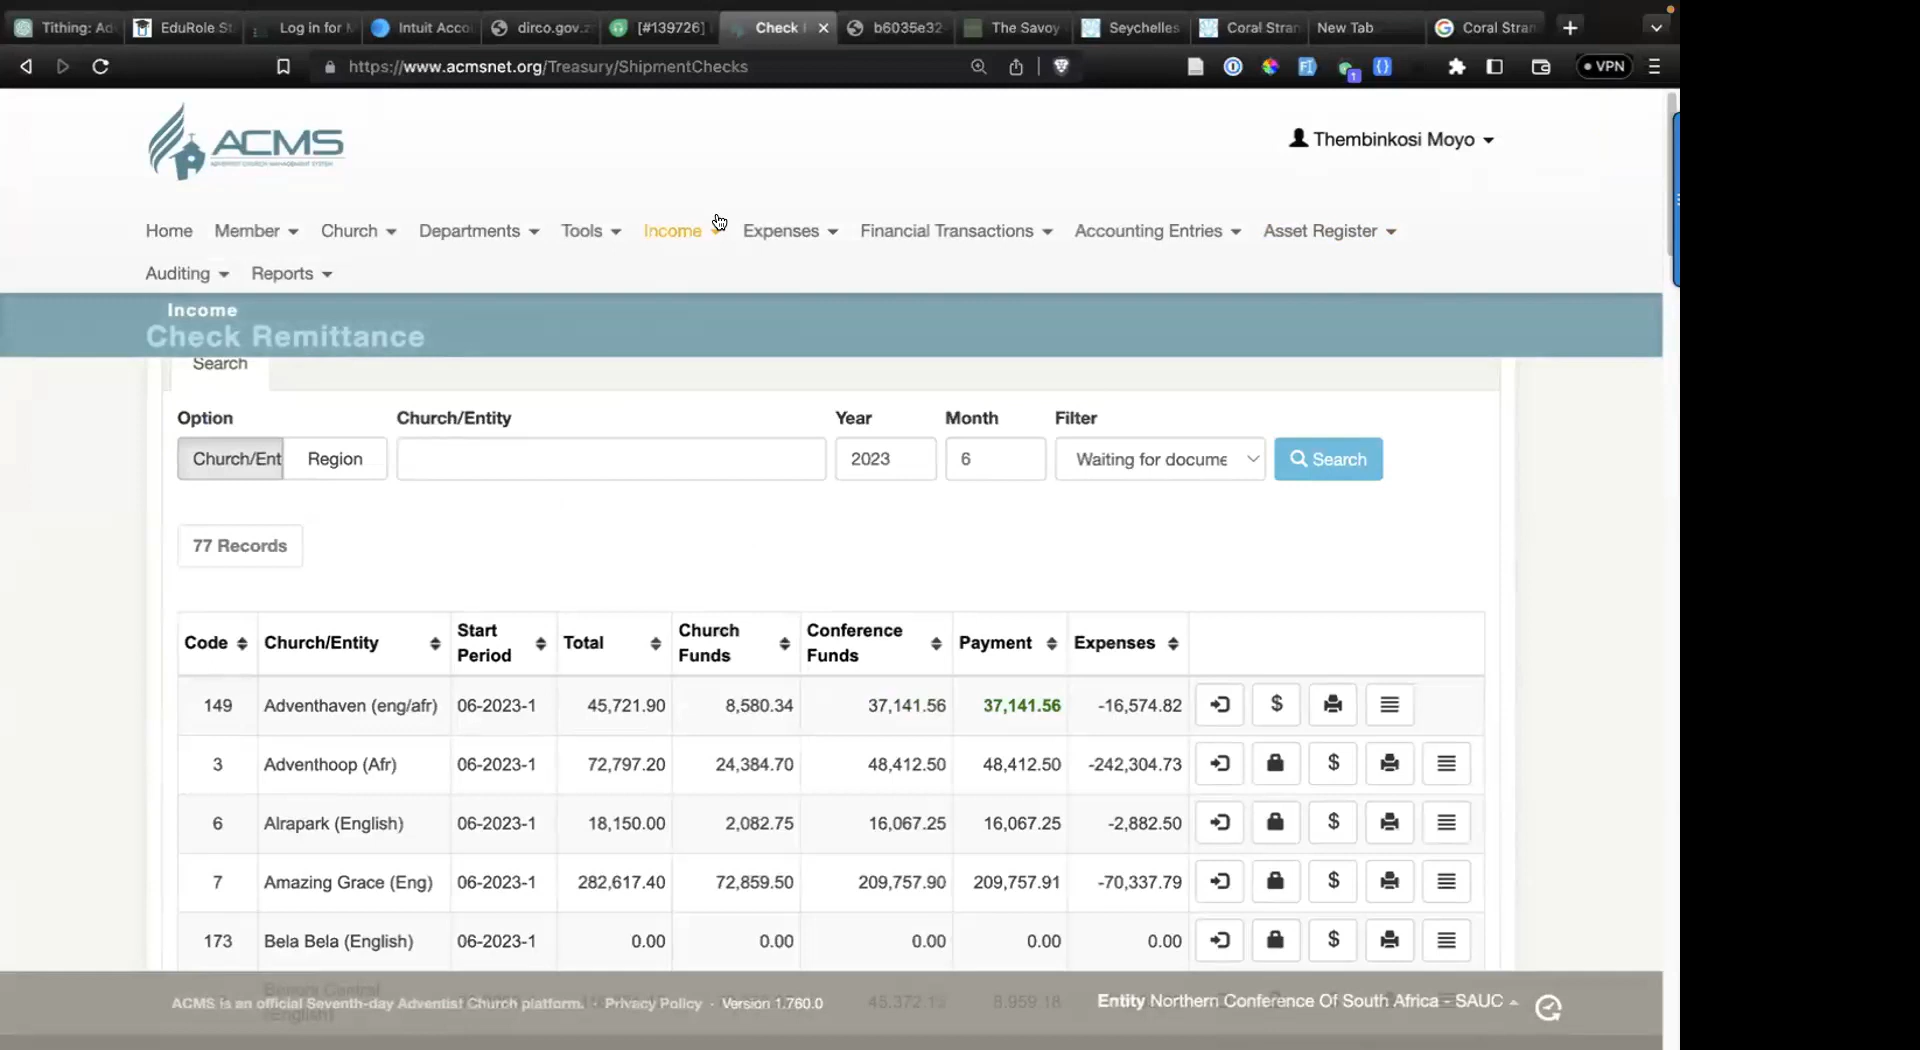 Tithing: Ad
EduRole St
Log in for M
Intuit Acco
dirco.gov.z
[#139726]
Check
b6035e32-
The Savoy
Seychelles
Coral Stran
New Tab
Coral Stran
https://www.acmsnet.org/Treasury/ShipmentChecks
1
VPN
ACMS
ADVENTIST CHURCH MANAGEMENT SYSTEM
Thembinkosi Moyo
Home Member Church Departments Tools Income Expenses Financial Transactions Accounting Entries Asset Register
Auditing Reports
Income
Check Remittance
Search
Option Church/Entity Year Month Filter
Church/Ent Region 2023 6 Waiting for docume Search
77 Records
Code Church/Entity Start Period Total Church Funds Conference Funds Payment Expenses
149 Adventhaven (eng/afr) 06-2023-1 45,721.90 8,580.34 37,141.56 37,141.56 -16,574.82 $
3 Adventhoop (Afr) 06-2023-1 72,797.20 24,384.70 48,412.50 48,412.50 -242,304.73 $
6 Alrapark (English) 06-2023-1 18,150.00 2,082.75 16,067.25 16,067.25 -2,882.50 $
7 Amazing Grace (Eng) 06-2023-1 282,617.40 72,859.50 209,757.90 209,757.91 -70,337.79 $
173 Bela Bela (English) 06-2023-1 0.00 0.00 0.00 0.00 0.00 $
Central 8,959.18
(English)
ACMS is an official Seventh-day Adventist Church platform. · Privacy Policy · Version 1.760.0
Entity Northern Conference Of South Africa - SAUC